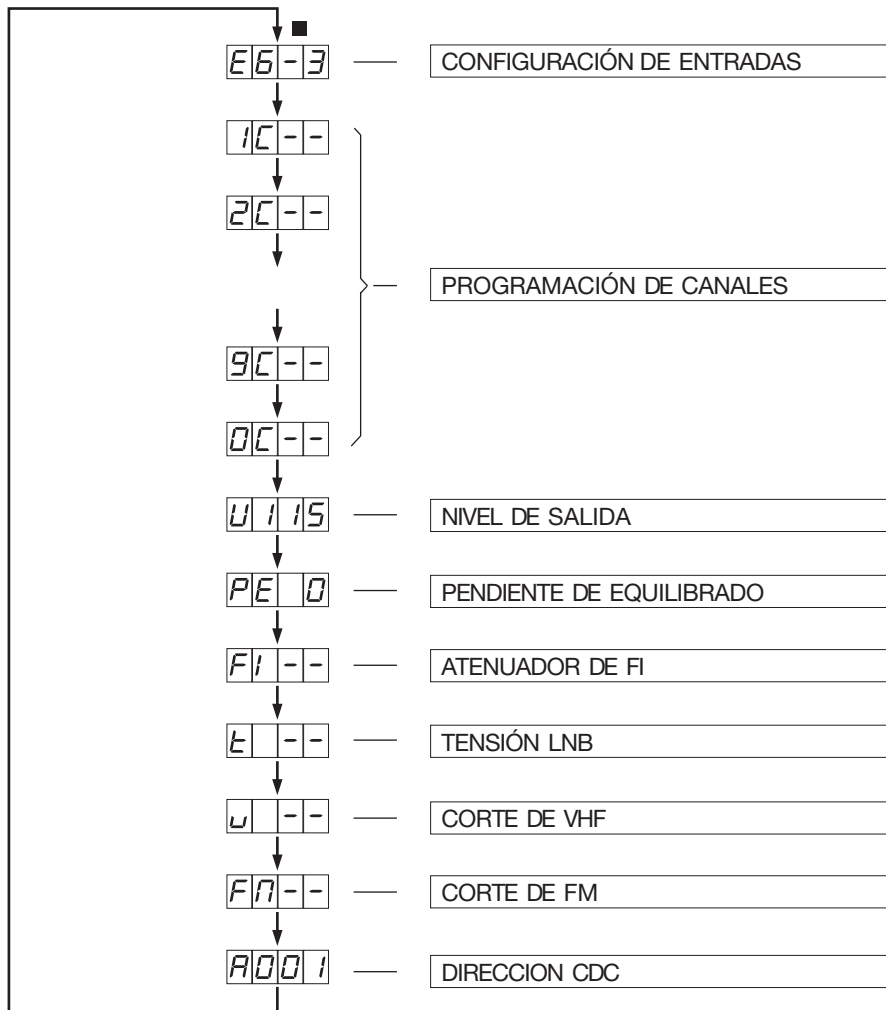 E6-3 CONFIGURACIÓN DE ENTRADAS
1C--
2C--
PROGRAMACIÓN DE CANALES
9C--
0C--
U115 NIVEL DE SALIDA
PE 0 PENDIENTE DE EQUILIBRADO
FI -- ATENUADOR DE FI
t -- TENSIÓN LNB
u -- CORTE DE VHF
FM-- CORTE DE FM
A001 DIRECCION CDC